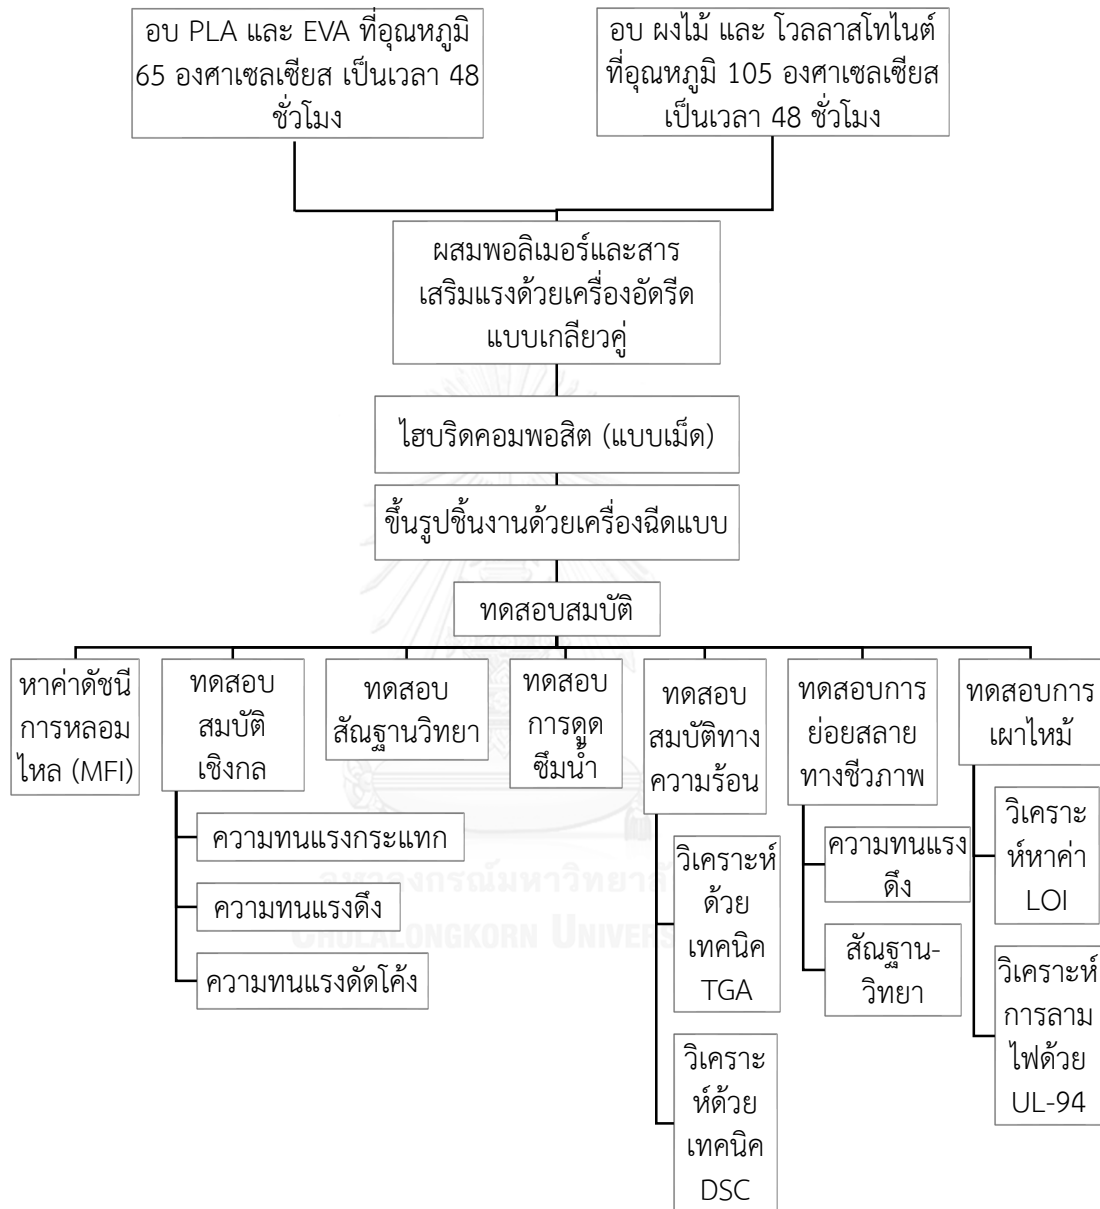 อบ PLA และ EVA ที่อุณหภูมิ
65 องศาเซลเซียส เป็นเวลา 48
ชั่วโมง
อบ ผงไม้ และ โวลลาสโทไนต์
ที่อุณหภูมิ 105 องศาเซลเซียส
เป็นเวลา 48 ชั่วโมง
ผสมพอลิเมอร์และสาร
เสริมแรงด้วยเครื่องอัดรีด
แบบเกลียวคู่
ไฮบริดคอมพอสิต (แบบเม็ด)
ขึ้นรูปชิ้นงานด้วยเครื่องฉีดแบบ
ทดสอบสมบัติ
หาค่าดัชนี
การหลอม
ไหล (MFI)
ทดสอบ
สมบัติ
เชิงกล
ความทนแรงกระแทก
ความทนแรงดึง
ความทนแรงดัดโค้ง
ทดสอบ
สัณฐานวิทยา
ทดสอบ
การดูด
ซึมน้ำ
ทดสอบ
สมบัติทาง
ความร้อน
วิเคราะห์
ด้วย
เทคนิค
TGA
วิเคราะ
ห์ด้วย
เทคนิค
DSC
ทดสอบการ
ย่อยสลาย
ทางชีวภาพ
ความทนแรง
ดึง
สัณฐาน-
วิทยา
ทดสอบการ
เผาไหม้
วิเคราะ
ห์หาค่า
LOI
วิเคราะห์
การลาม
ไฟด้วย
UL-94
จุฬาลงกรณ์มหาวิทยาลัย
CHULALONGKORN UNIVERS